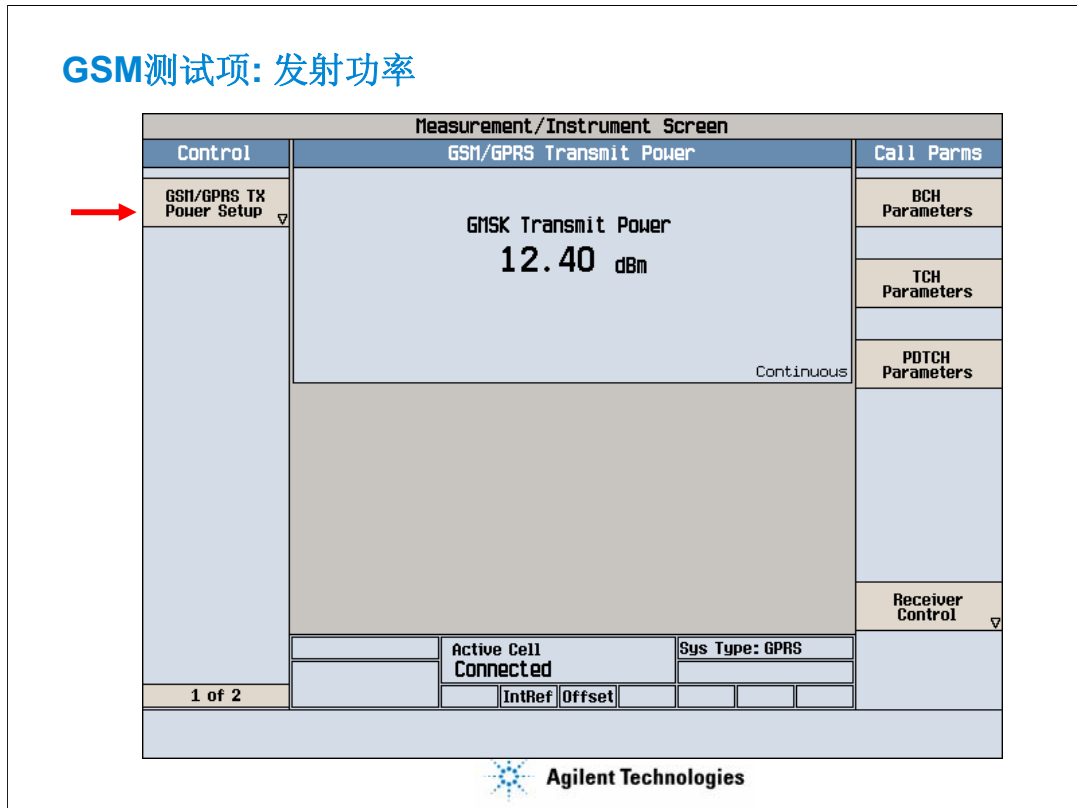 GSM测试项: 发射功率
Measurement/Instrument Screen
Control
GSM/GPRS Transmit Power
Call Parms
GSM/GPRS TX
Power Setup
GMSK Transmit Power
12.40 dBm
Continuous
BCH
Parameters
TCH
Parameters
PDTCH
Parameters
Receiver
Control
Active Cell
Connected
Sys Type: GPRS
IntRef
Offset
1 of 2
Agilent Technologies